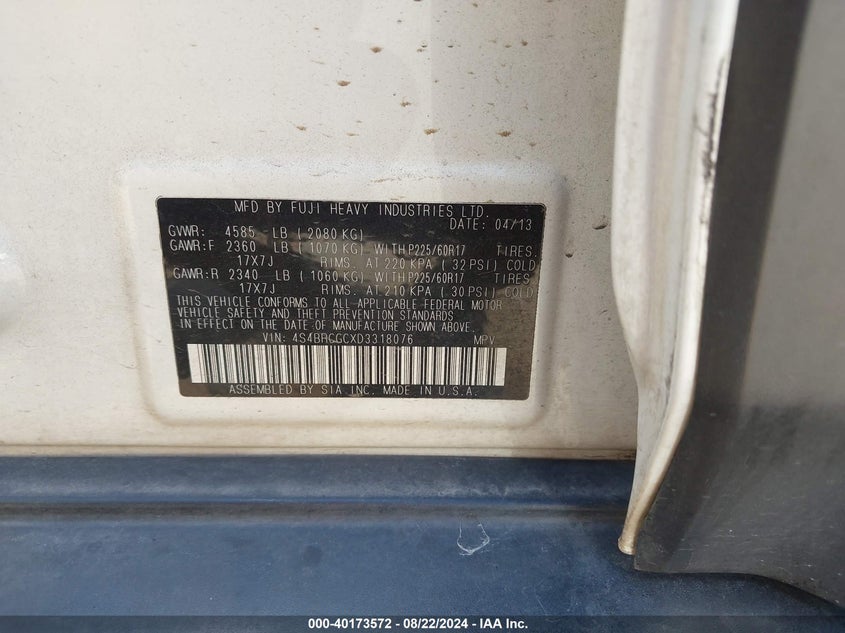 MFD BY FUJI HEAVY INDUSTRIES LTD.
DATE: 04/13
GVWR: 4585 LB ( 2080 KG)
GAWR:F 2360 LB ( 1070 KG) WITH P225/60R17 TIRES.
17X7J RIMS. AT 220 KPA ( 32 PSI) COLD
GAWR:R 2340 LB ( 1060 KG) WITH P225/60R17 TIRES
17X7J RIMS. AT 210 KPA ( 30 PSI) COLD
THIS VEHICLE CONFORMS TO ALL APPLICABLE FEDERAL MOTOR
VEHICLE SAFETY AND THEFT PREVENTION STANDARDS
IN EFFECT ON THE DATE OF MANUFACTURE SHOWN ABOVE.
VIN: 4S4BRCGCXD3318076 MPV
ASSEMBLED BY SIA INC. MADE IN U.S.A.
000-40173572 - 08/22/2024 - IAA Inc.